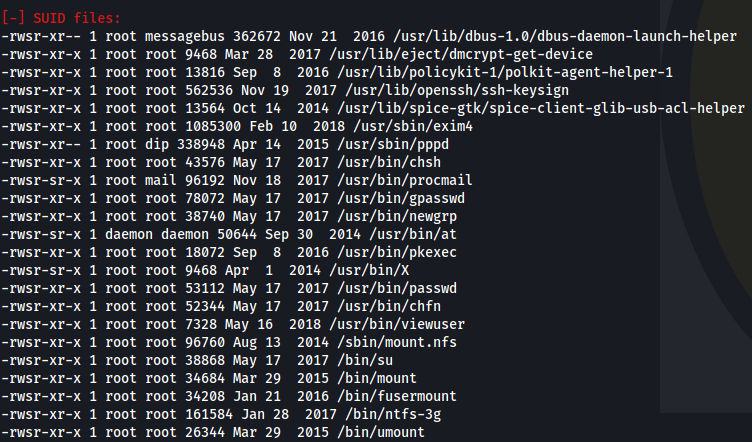 [-] SUID files:
-rwsr-xr-- 1 root messagebus 362672 Nov 21  2016 /usr/lib/dbus-1.0/dbus-daemon-launch-helper
-rwsr-xr-x 1 root root 9468 Mar 28  2017 /usr/lib/eject/dmcrypt-get-device
-rwsr-xr-x 1 root root 13816 Sep  8  2016 /usr/lib/policykit-1/polkit-agent-helper-1
-rwsr-xr-x 1 root root 562536 Nov 19  2017 /usr/lib/openssh/ssh-keysign
-rwsr-xr-x 1 root root 13564 Oct 14  2014 /usr/lib/spice-gtk/spice-client-glib-usb-acl-helper
-rwsr-xr-x 1 root root 1085300 Feb 10  2018 /usr/sbin/exim4
-rwsr-xr-- 1 root dip 338948 Apr 14  2015 /usr/sbin/pppd
-rwsr-xr-x 1 root root 43576 May 17  2017 /usr/bin/chsh
-rwsr-sr-x 1 root mail 96192 Nov 18  2017 /usr/bin/procmail
-rwsr-xr-x 1 root root 78072 May 17  2017 /usr/bin/gpasswd
-rwsr-xr-x 1 root root 38740 May 17  2017 /usr/bin/newgrp
-rwsr-sr-x 1 daemon daemon 50644 Sep 30  2014 /usr/bin/at
-rwsr-xr-x 1 root root 18072 Sep  8  2016 /usr/bin/pkexec
-rwsr-sr-x 1 root root 9468 Apr  1  2014 /usr/bin/X
-rwsr-xr-x 1 root root 53112 May 17  2017 /usr/bin/passwd
-rwsr-xr-x 1 root root 52344 May 17  2017 /usr/bin/chfn
-rwsr-xr-x 1 root root 7328 May 16  2018 /usr/bin/viewuser
-rwsr-xr-x 1 root root 96760 Aug 13  2014 /sbin/mount.nfs
-rwsr-xr-x 1 root root 38868 May 17  2017 /bin/su
-rwsr-xr-x 1 root root 34684 Mar 29  2015 /bin/mount
-rwsr-xr-x 1 root root 34208 Jan 21  2016 /bin/fusermount
-rwsr-xr-x 1 root root 161584 Jan 28  2017 /bin/ntfs-3g
-rwsr-xr-x 1 root root 26344 Mar 29  2015 /bin/umount